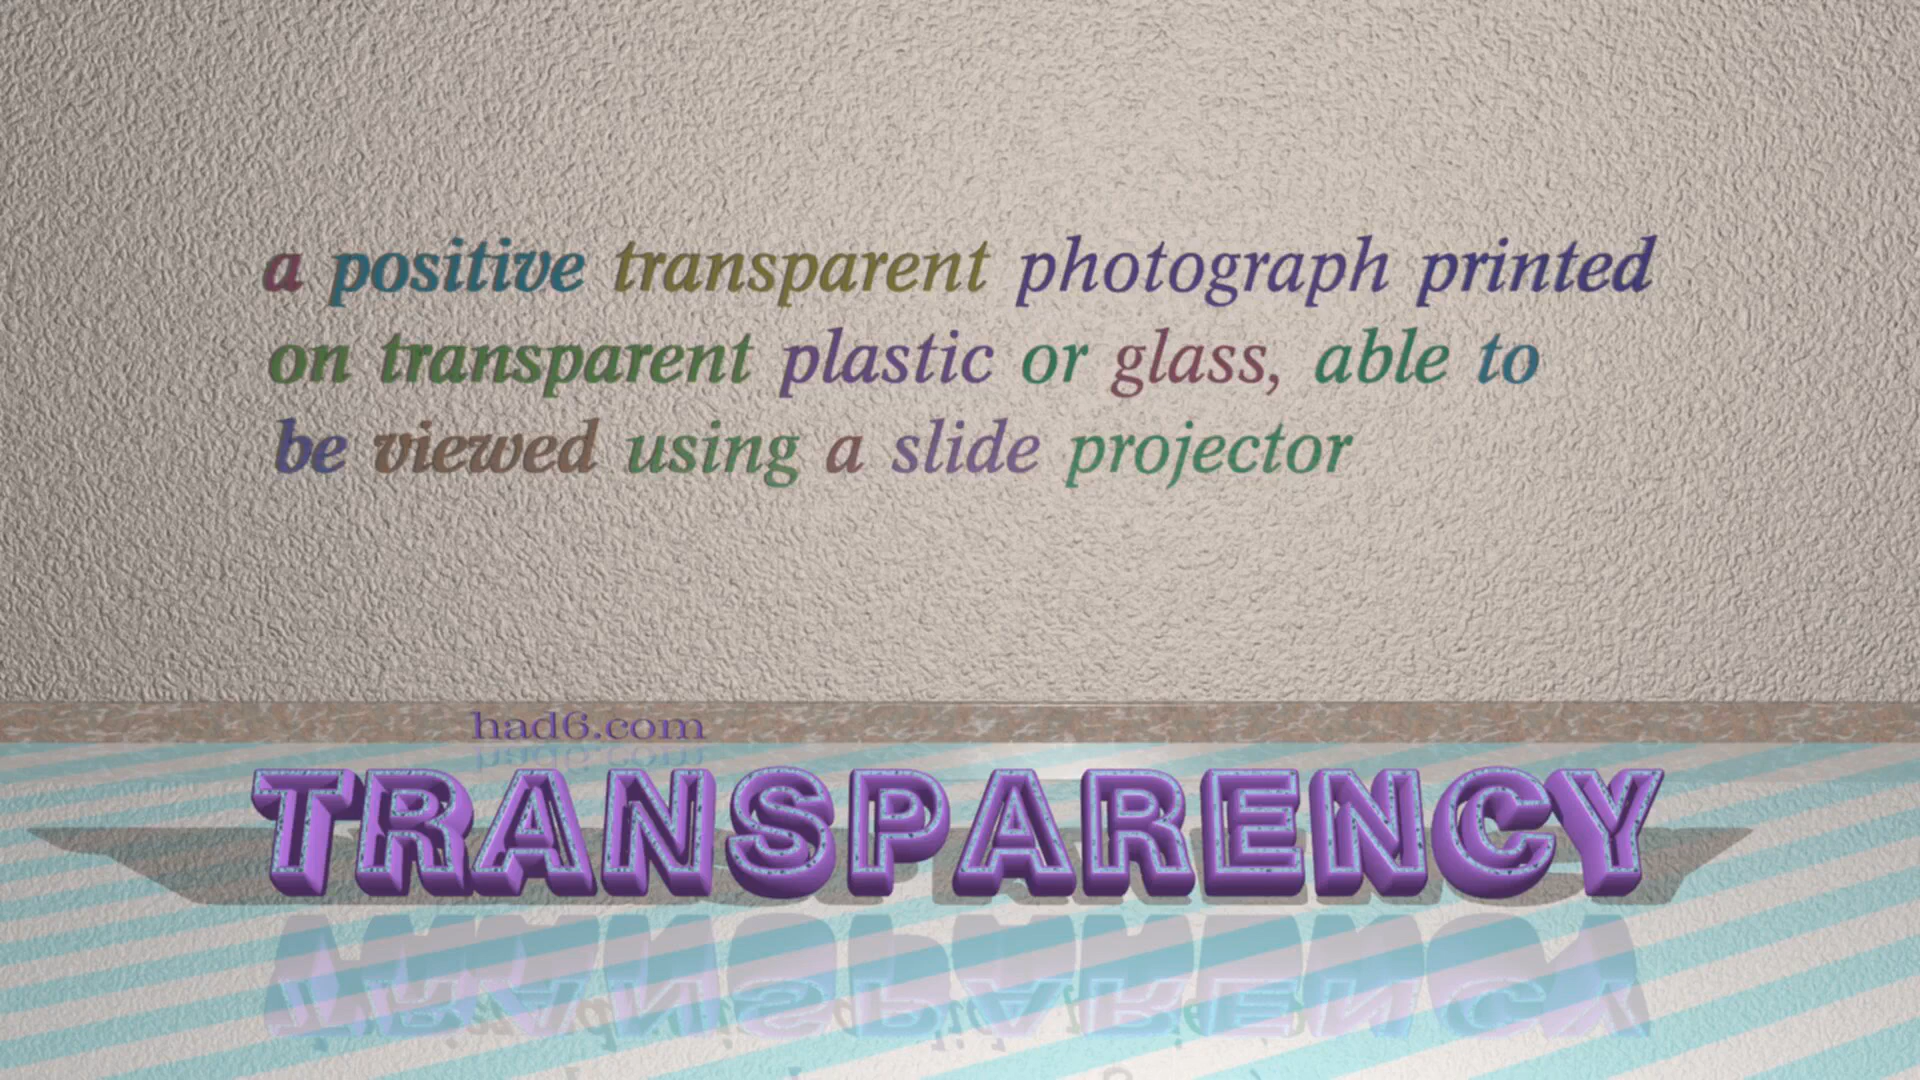 a positive transparent photograph printed
on transparent plastic or glass, able to
be viewed using a slide projector
had6.com
TRANSPARENCY